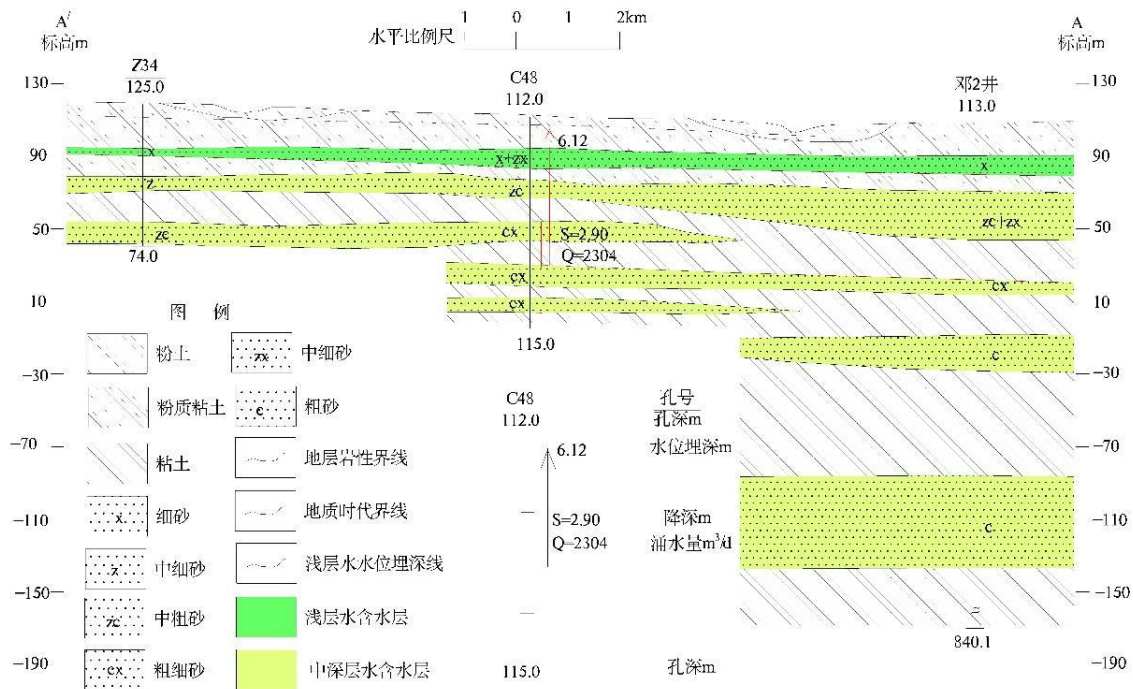 A′
标高m
1 0 1 2km
水平比例尺
A
标高m
Z34
125.0
C48
112.0
邓2井
113.0
130
130
6.12
90
x
x+zx
x
90
z
zc
50
zc
cx
S=2.90
zc+zx
50
74.0
Q=2304
cx
cx
10
cx
10
图 例
115.0
粉土
zx
中细砂
c
-30
-30
粉质粘土
c
粗砂
C48
112.0
孔号
孔深m
-70
粘土
地层岩性界线
6.12
水位埋深m
-70
x
细砂
地质时代界线
-110
S=2.90
降深m
c
-110
Q=2304
涌水量m³/d
z
中细砂
浅层水水位埋深线
-150
zc
中粗砂
浅层水含水层
-150
840.1
-190
cx
粗细砂
中深层水含水层
115.0
孔深m
-190